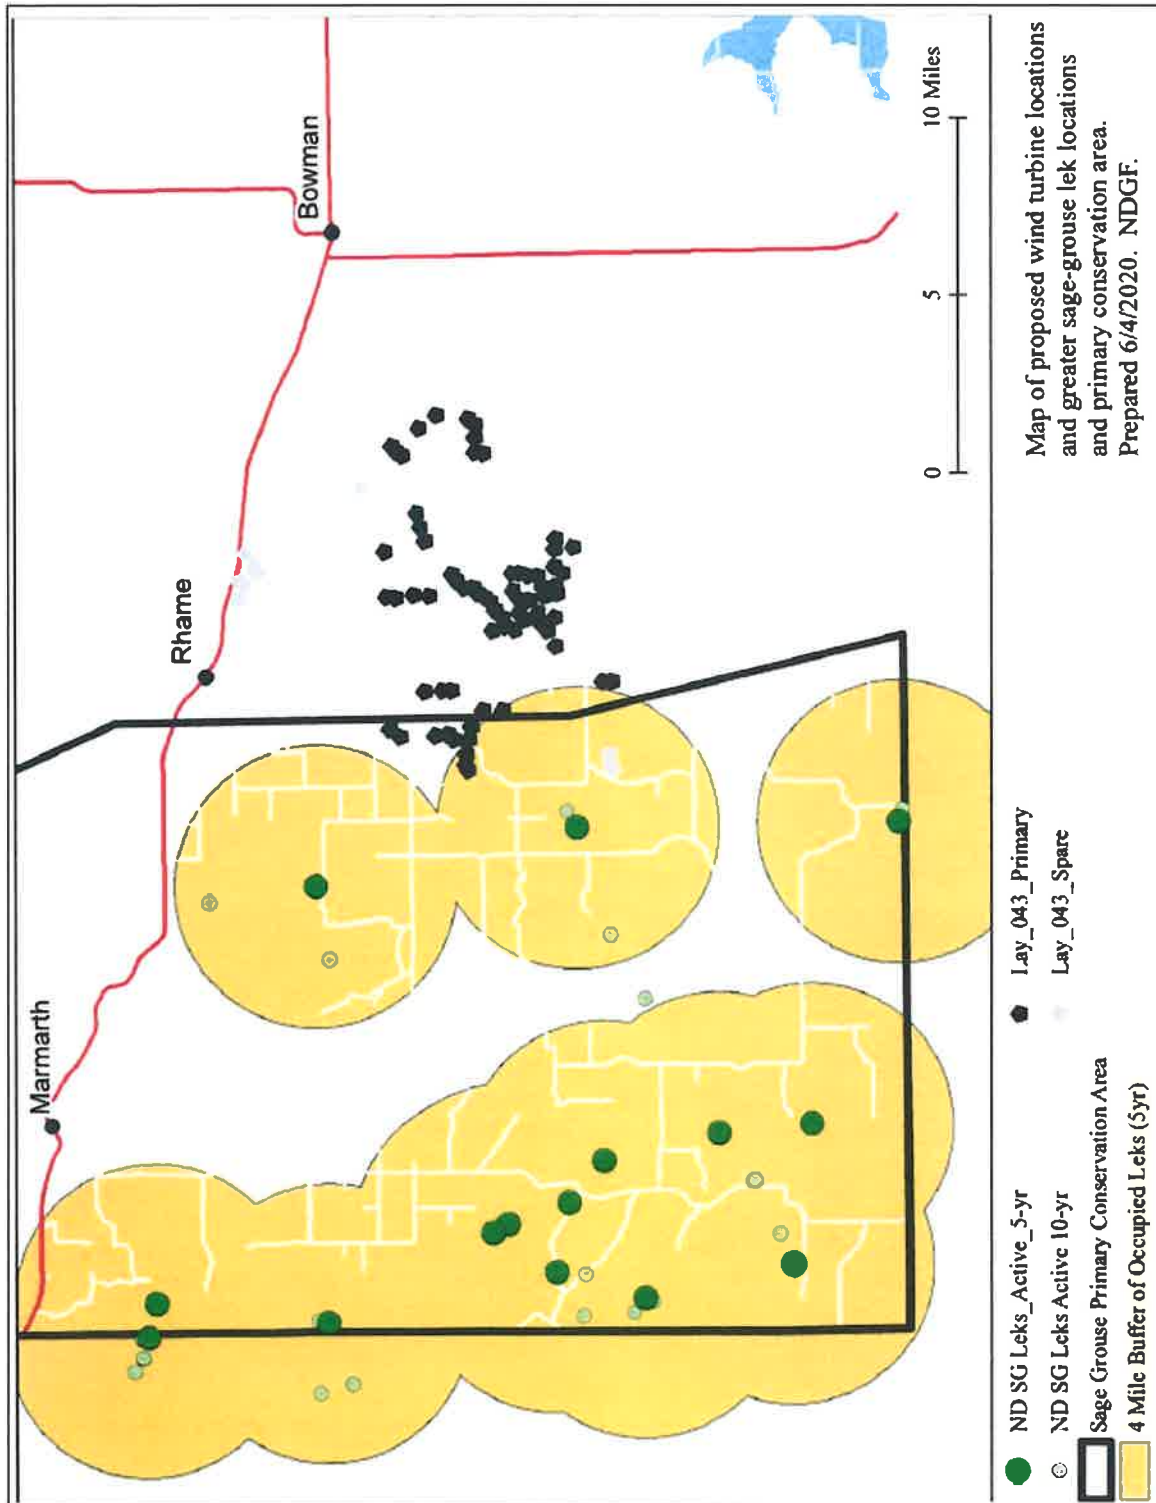 Marmarth
Rhame
Bowman
0
5
10 Miles
ND SG Leks_Active_5-yr
ND SG Leks Active 10-yr
Sage Grouse Primary Conservation Area
4 Mile Buffer of Occupied Leks (5yr)
Lay_043_Primary
Lay_043_Spare
Map of proposed wind turbine locations
and greater sage-grouse lek locations
and primary conservation area.
Prepared 6/4/2020. NDGF.